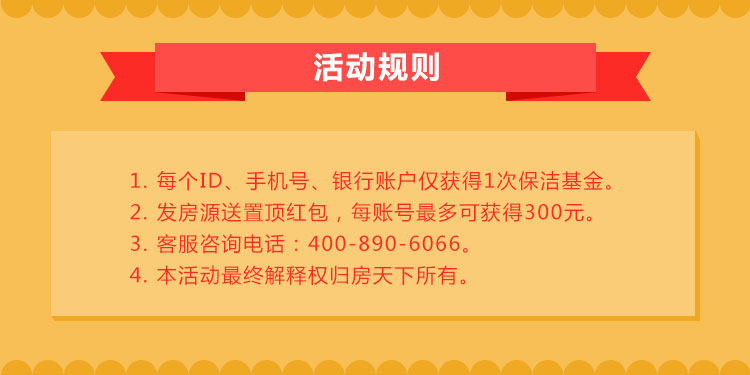 活动规则
1. 每个ID、手机号、银行账户仅获得1次保洁基金。
2. 发房源送置顶红包，每账号最多可获得300元。
3. 客服咨询电话：400-890-6066。
4. 本活动最终解释权归房天下所有。